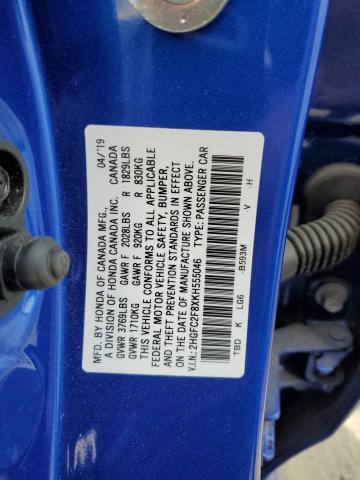 MFD. BY HONDA OF CANADA MFG. 04/'19
A DIVISION OF HONDA CANADA INC. CANADA
GVWR 3769LBS GAWR F 2028LBS R 1829LBS
GVWR 1710KG GAWR F 920KG R 830KG
THIS VEHICLE CONFORMS TO ALL APPLICABLE
FEDERAL MOTOR VEHICLE SAFETY, BUMPER,
AND THEFT PREVENTION STANDARDS IN EFFECT
ON THE DATE OF MANUFACTURE SHOWN ABOVE.
V.I.N.: 2HGFC2F8XKH555046 TYPE: PASSENGER CAR
TBD K LG6 -B593M -V -H